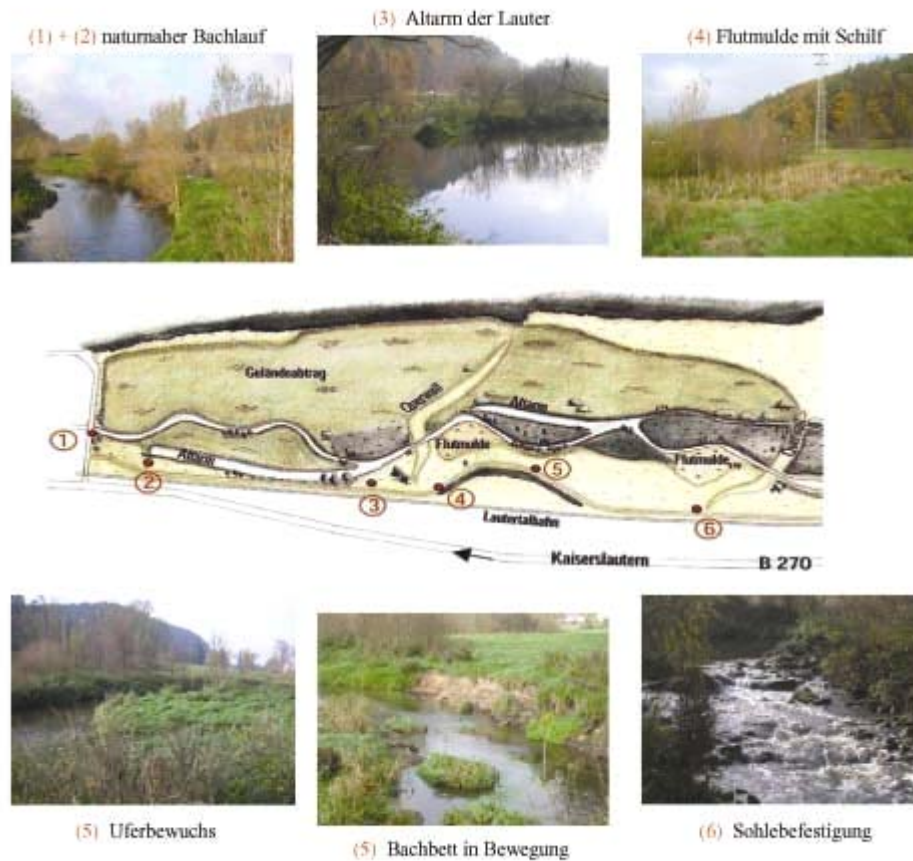 (3) Altarm der Lauter
(1) + (2) naturnaher Bachlauf
(4) Flutmulde mit Schilf
Geländeabtrag
Querwall
Altarm
①
Altarm
Flutmulde
Flutmulde
②
③
④
⑤
⑥
Lautertalbahn
Kaiserslautern
B 270
(5) Uferbewuchs
(5) Bachbett in Bewegung
(6) Sohlebefestigung